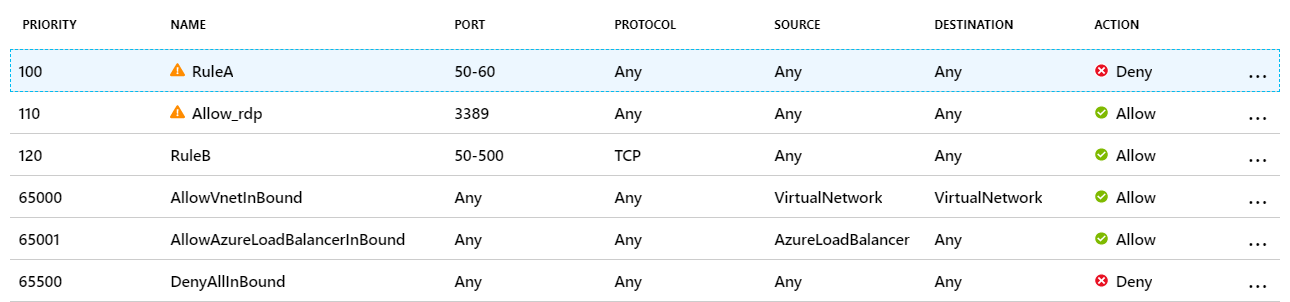 PRIORITY NAME PORT PROTOCOL SOURCE DESTINATION ACTION
100 RuleA 50-60 Any Any Any Deny ...
110 Allow_rdp 3389 Any Any Any Allow ...
120 RuleB 50-500 TCP Any Any Allow ...
65000 AllowVnetInBound Any Any VirtualNetwork VirtualNetwork Allow ...
65001 AllowAzureLoadBalancerInBound Any Any AzureLoadBalancer Any Allow ...
65500 DenyAllInBound Any Any Any Any Deny ...